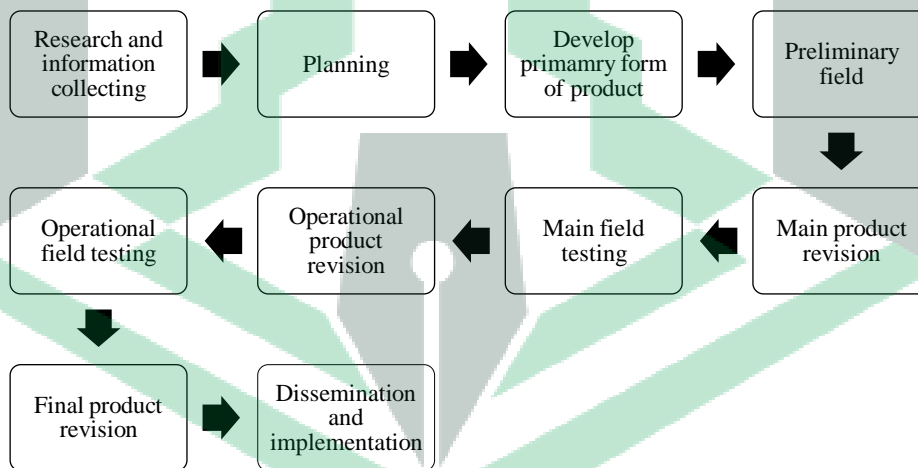 Research and
information
collecting
Planning
Develop
primamry form
of product
Preliminary
field
Main product
revision
Main field
testing
Operational
product
revision
Operational
field testing
Final product
revision
Dissemination
and
implementation